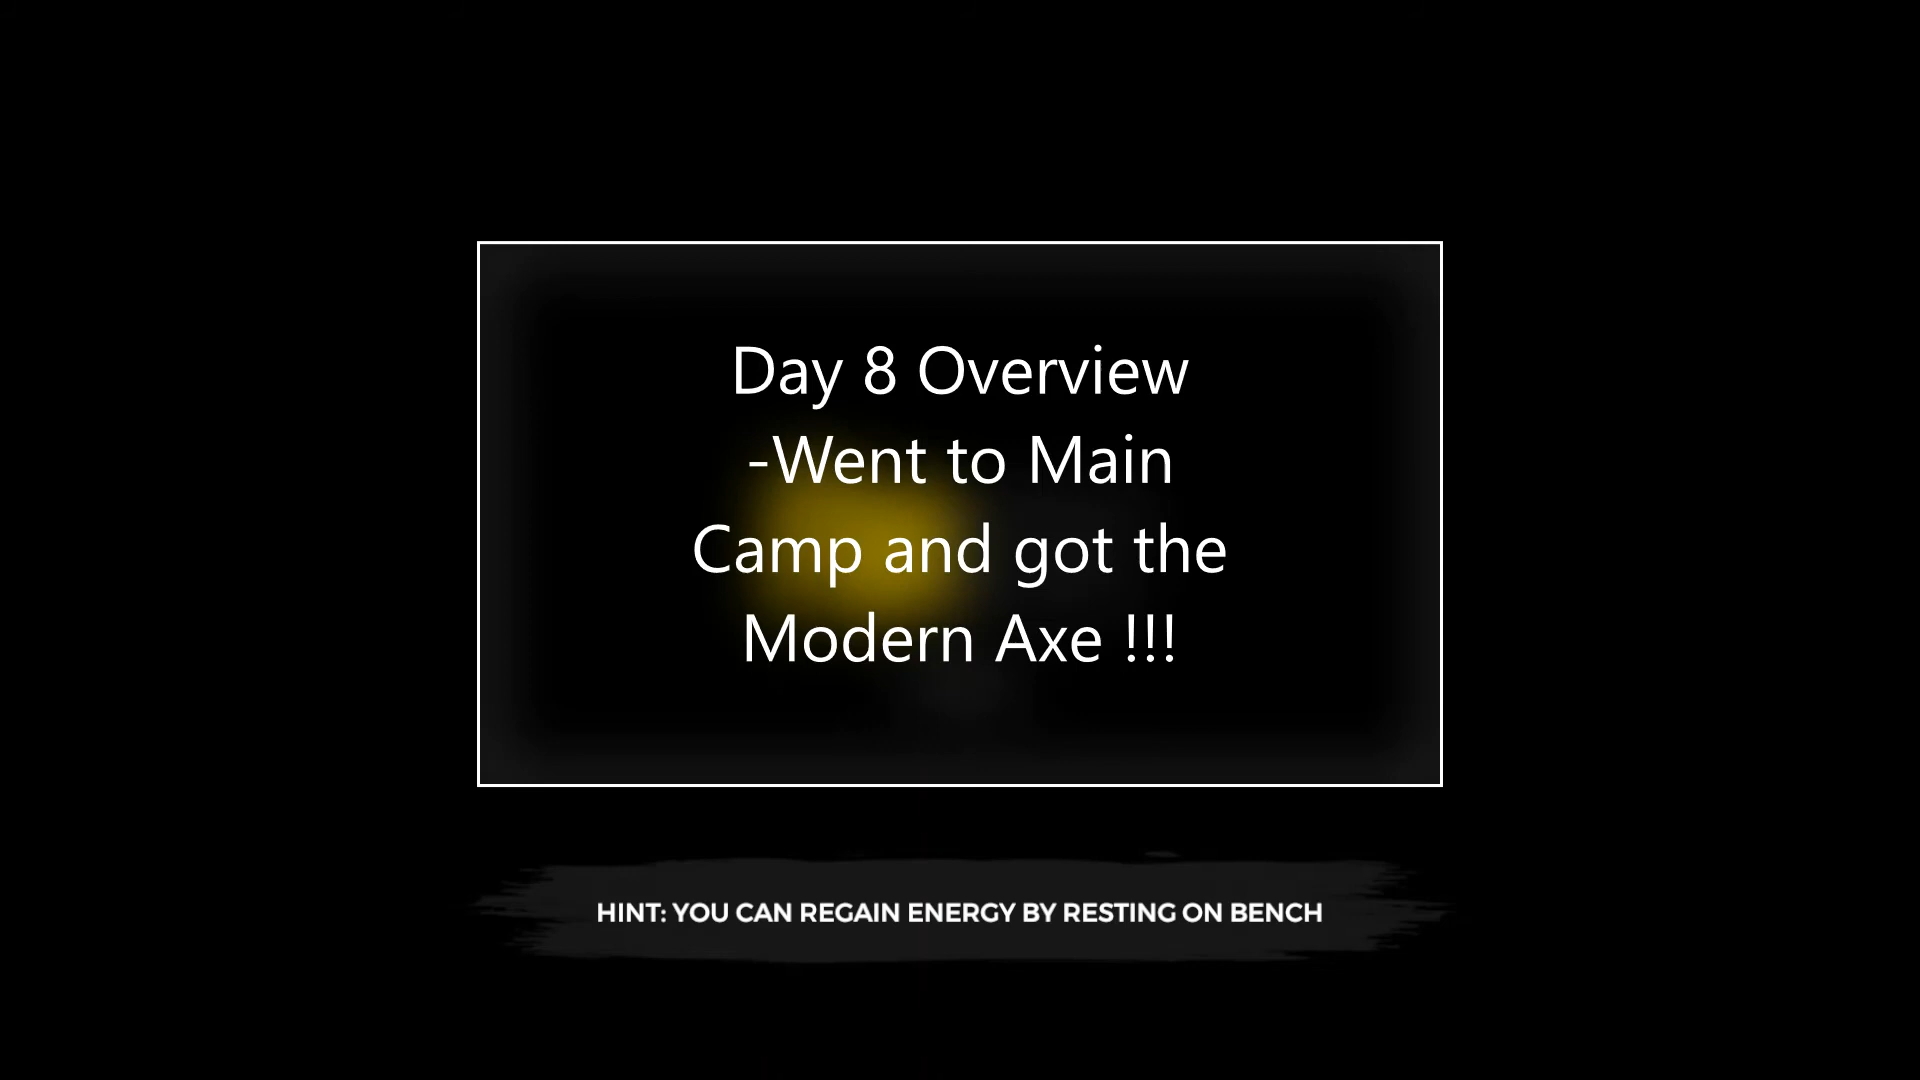 Day 8 Overview
-Went to Main
Camp and got the
Modern Axe !!!
HINT: YOU CAN REGAIN ENERGY BY RESTING ON BENCH